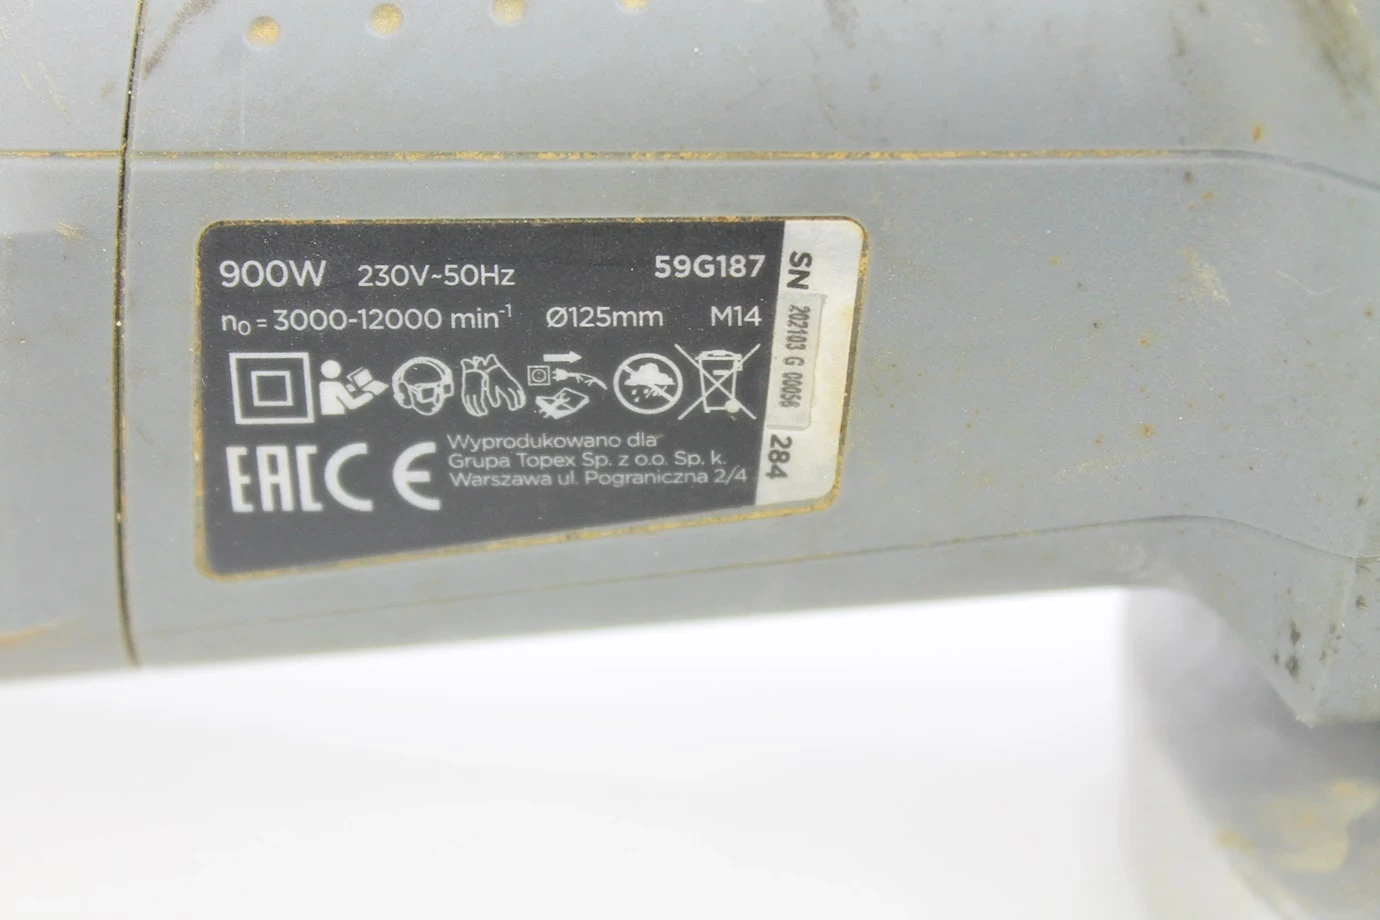 900W 230V~50Hz 59G187
n₀ = 3000-12000 min⁻¹ Ø125mm M14
EAC CE
Wyprodukowano dla
Grupa Topex Sp. z o.o. Sp. k.
Warszawa ul. Pograniczna 2/4
SN 202103 G 00056 284